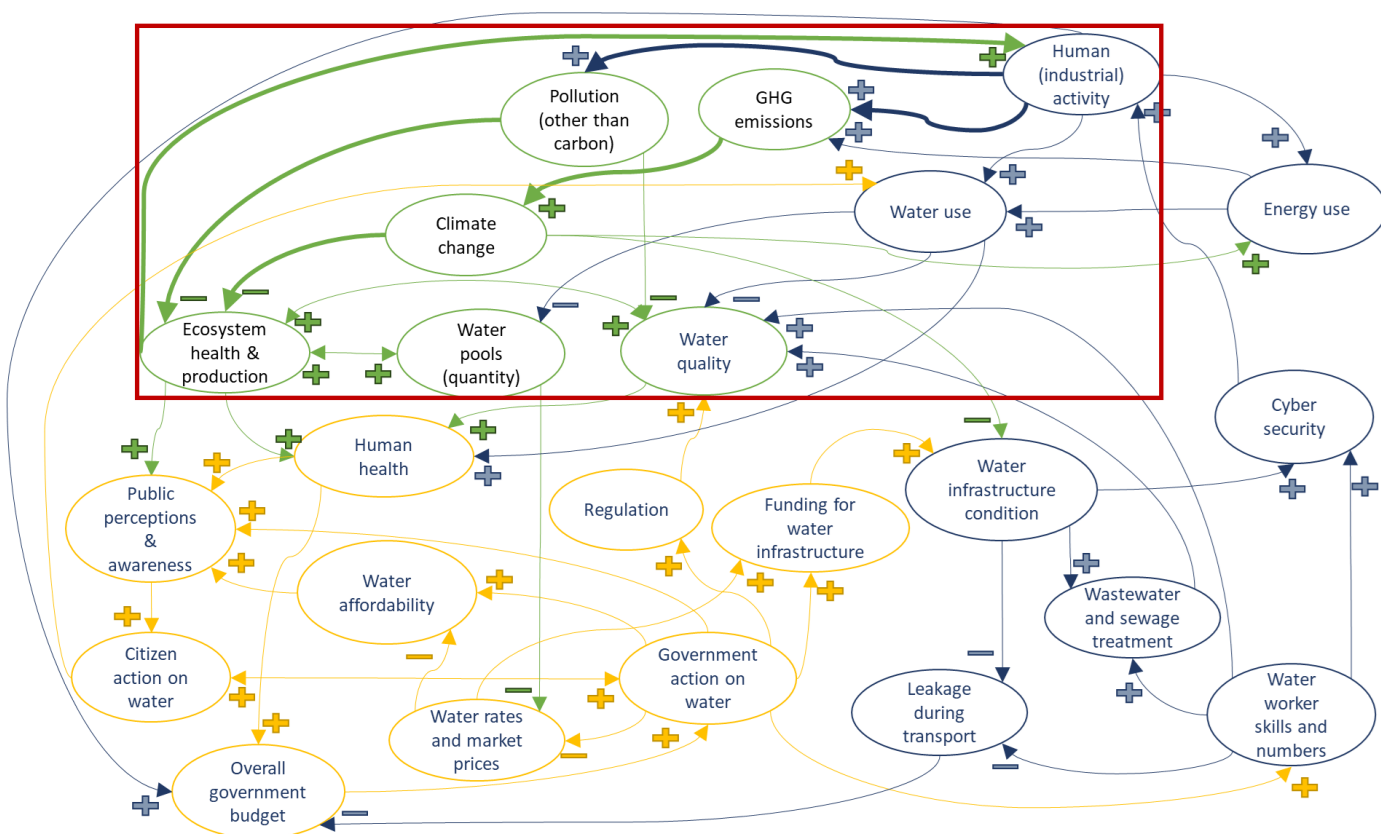 Human
(industrial)
activity
Pollution
(other than
carbon)
GHG
emissions
Climate
change
Water use
Energy use
Ecosystem
health &
production
Water
pools
(quantity)
Water
quality
Human
health
Cyber
security
Public
perceptions
&
awareness
Regulation
Funding for
water
infrastructure
Water
infrastructure
condition
Water
affordability
Wastewater
and sewage
treatment
Citizen
action on
water
Government
action on
water
Water rates
and market
prices
Leakage
during
transport
Water
worker
skills and
numbers
Overall
government
budget